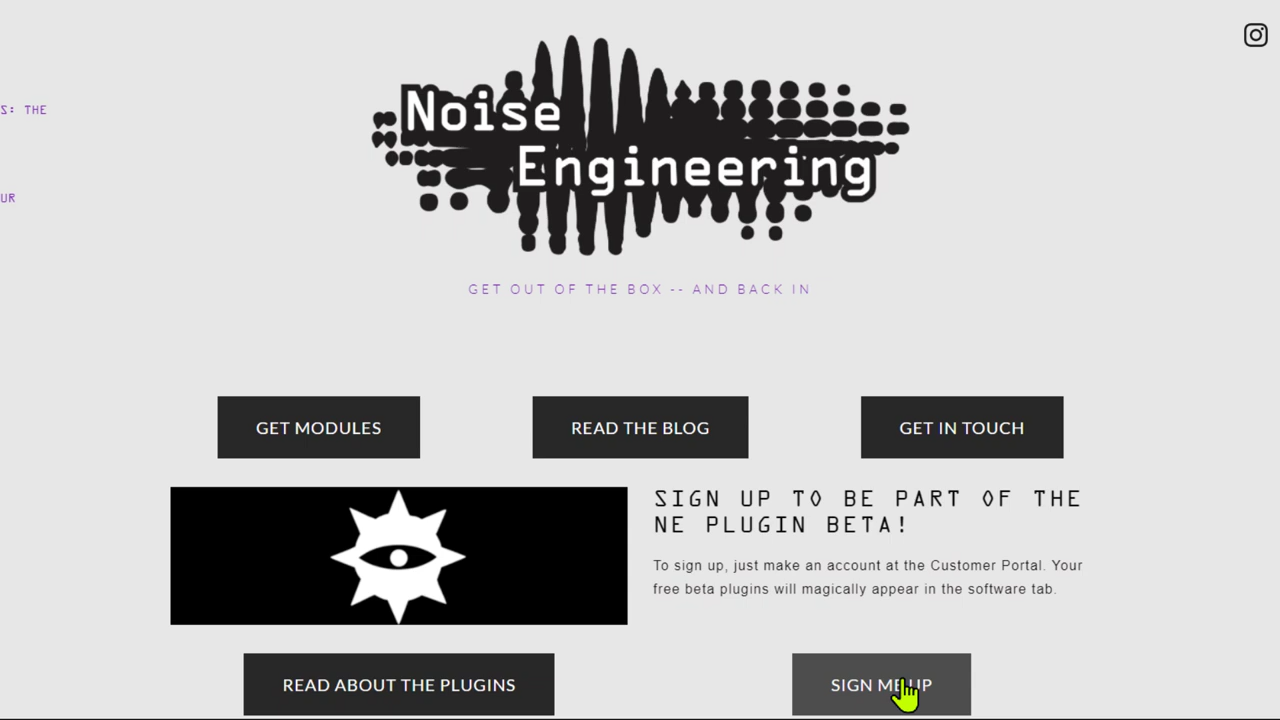 S: THE
UR
Noise
Engineering
GET OUT OF THE BOX -- AND BACK IN
GET MODULES
READ THE BLOG
GET IN TOUCH
SIGN UP TO BE PART OF THE
NE PLUGIN BETA!
To sign up, just make an account at the Customer Portal. Your
free beta plugins will magically appear in the software tab.
READ ABOUT THE PLUGINS
SIGN ME UP